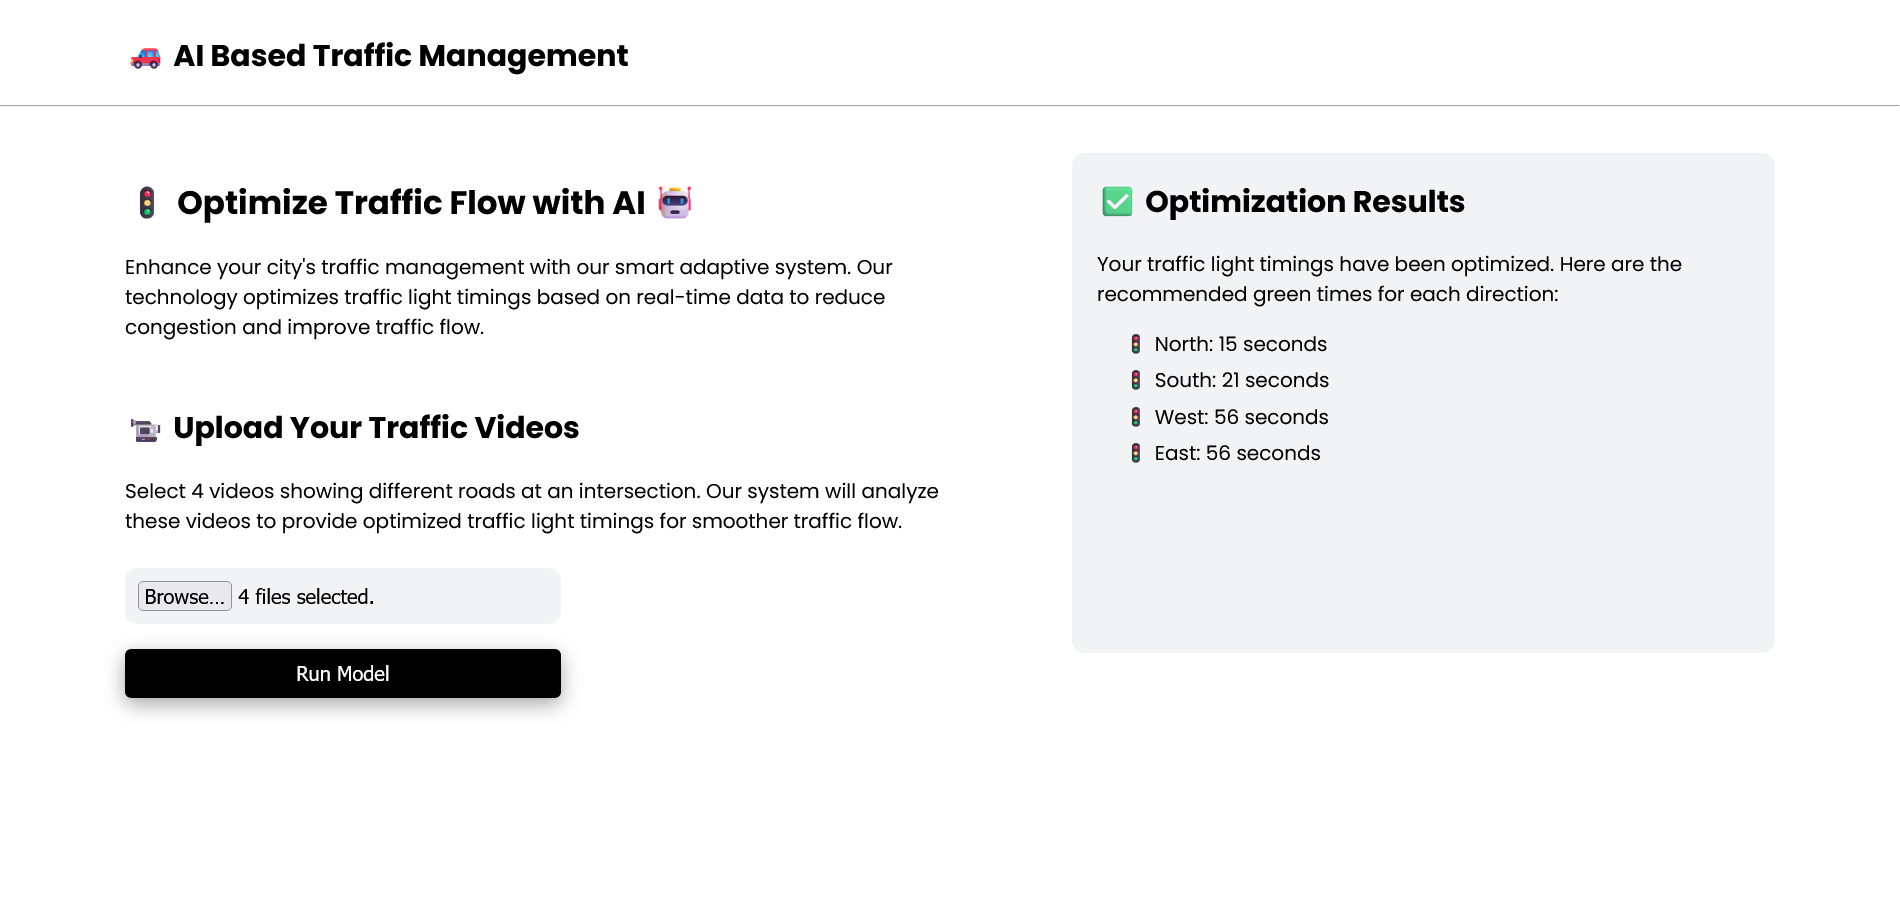 AI Based Traffic Management
Optimize Traffic Flow with AI
Enhance your city's traffic management with our smart adaptive system. Our
technology optimizes traffic light timings based on real-time data to reduce
congestion and improve traffic flow.
Upload Your Traffic Videos
Select 4 videos showing different roads at an intersection. Our system will analyze
these videos to provide optimized traffic light timings for smoother traffic flow.
Browse... 4 files selected.
Run Model
Optimization Results
Your traffic light timings have been optimized. Here are the
recommended green times for each direction:
North: 15 seconds
South: 21 seconds
West: 56 seconds
East: 56 seconds